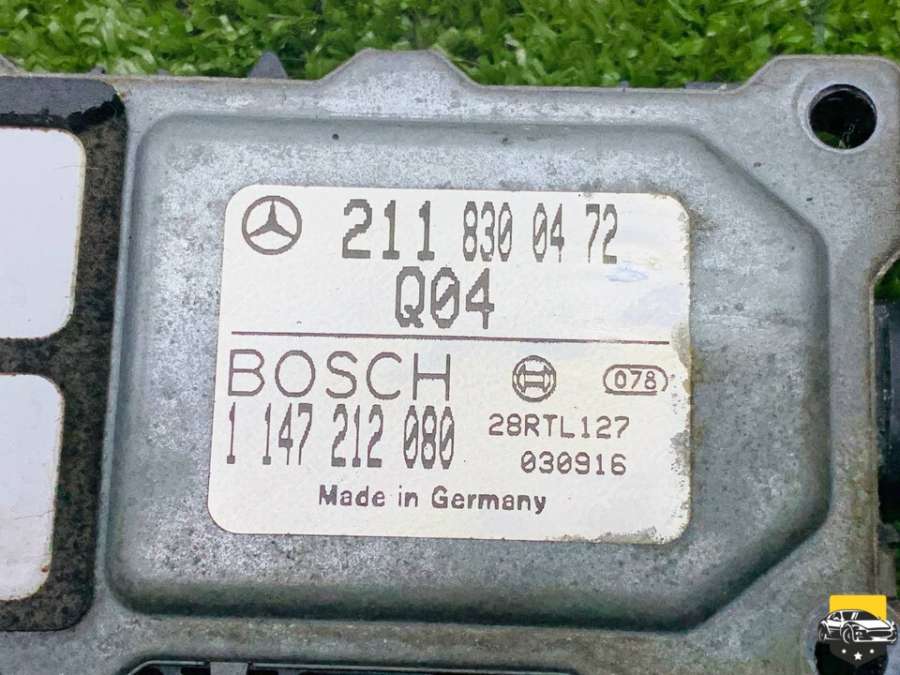 211 830 04 72
Q04
BOSCH
078
1 147 212 080
28RTL127
030916
Made in Germany